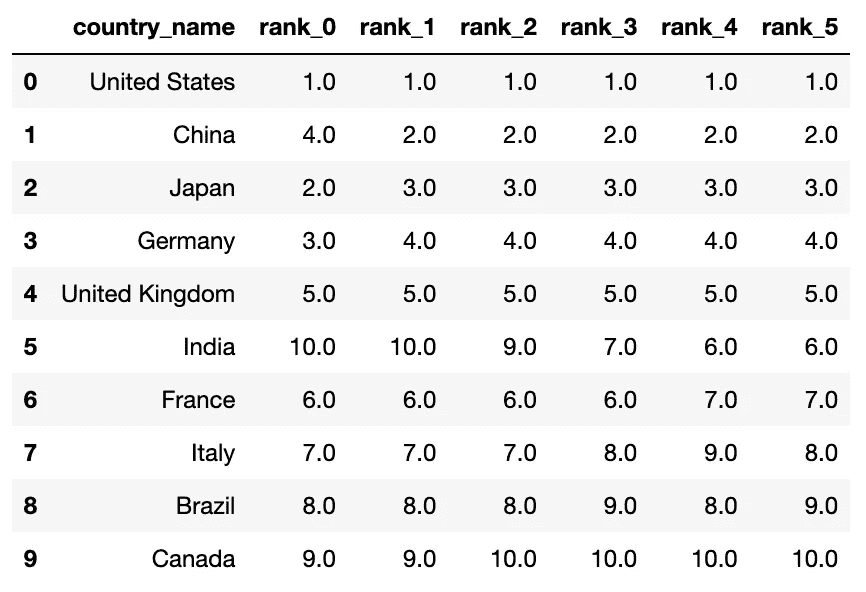 country_name rank_0 rank_1 rank_2 rank_3 rank_4 rank_5
0 United States 1.0 1.0 1.0 1.0 1.0 1.0
1 China 4.0 2.0 2.0 2.0 2.0 2.0
2 Japan 2.0 3.0 3.0 3.0 3.0 3.0
3 Germany 3.0 4.0 4.0 4.0 4.0 4.0
4 United Kingdom 5.0 5.0 5.0 5.0 5.0 5.0
5 India 10.0 10.0 9.0 7.0 6.0 6.0
6 France 6.0 6.0 6.0 6.0 7.0 7.0
7 Italy 7.0 7.0 7.0 8.0 9.0 8.0
8 Brazil 8.0 8.0 8.0 9.0 8.0 9.0
9 Canada 9.0 9.0 10.0 10.0 10.0 10.0